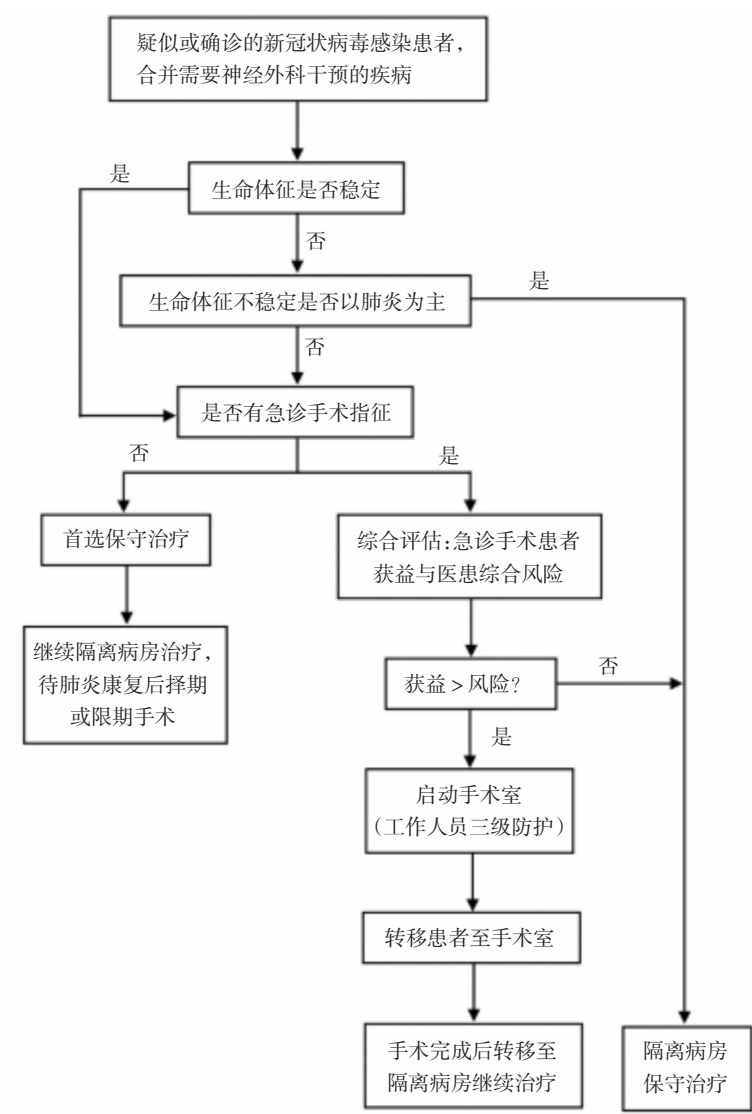 疑似或确诊的新冠状病毒感染患者，
合并需要神经外科干预的疾病
是
生命体征是否稳定
否
生命体征不稳定是否以肺炎为主
是
否
是否有急诊手术指征
否
是
首选保守治疗
综合评估:急诊手术患者
获益与医患综合风险
继续隔离病房治疗，
待肺炎康复后择期
或限期手术
获益>风险?
否
是
启动手术室
(工作人员三级防护)
转移患者至手术室
手术完成后转移至
隔离病房继续治疗
隔离病房
保守治疗